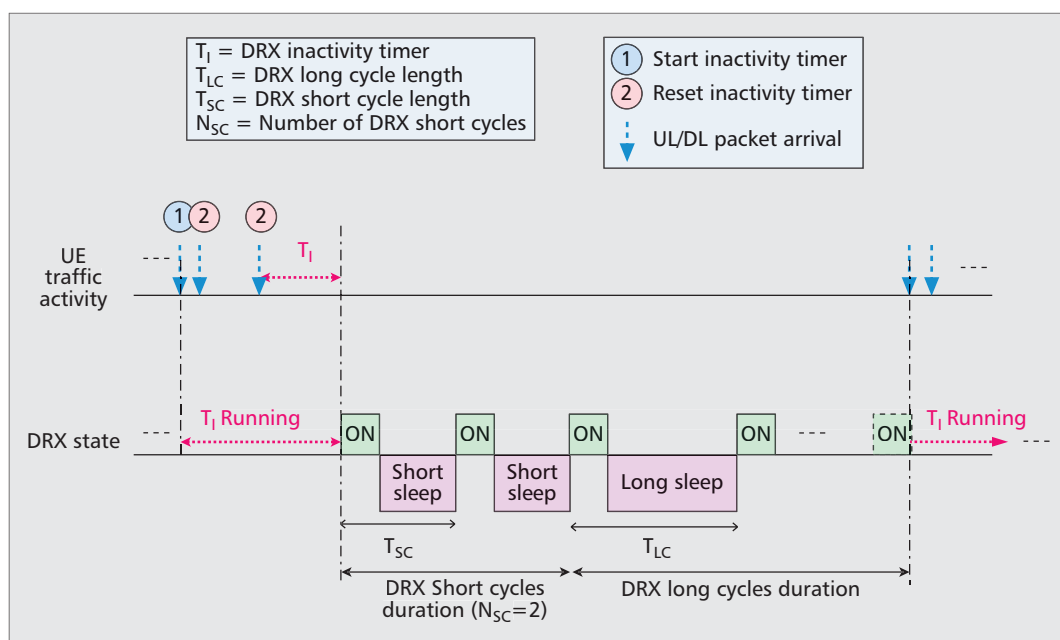 T_I = DRX inactivity timer
T_LC = DRX long cycle length
T_SC = DRX short cycle length
N_SC = Number of DRX short cycles
1 Start inactivity timer
2 Reset inactivity timer
UL/DL packet arrival
1 2 2
T_I
UE
traffic
activity
T_I Running
T_I Running
DRX state
ON ON ON ON ON
Short
sleep
Short
sleep
Long sleep
T_SC
T_LC
DRX Short cycles
duration (N_SC=2)
DRX long cycles duration